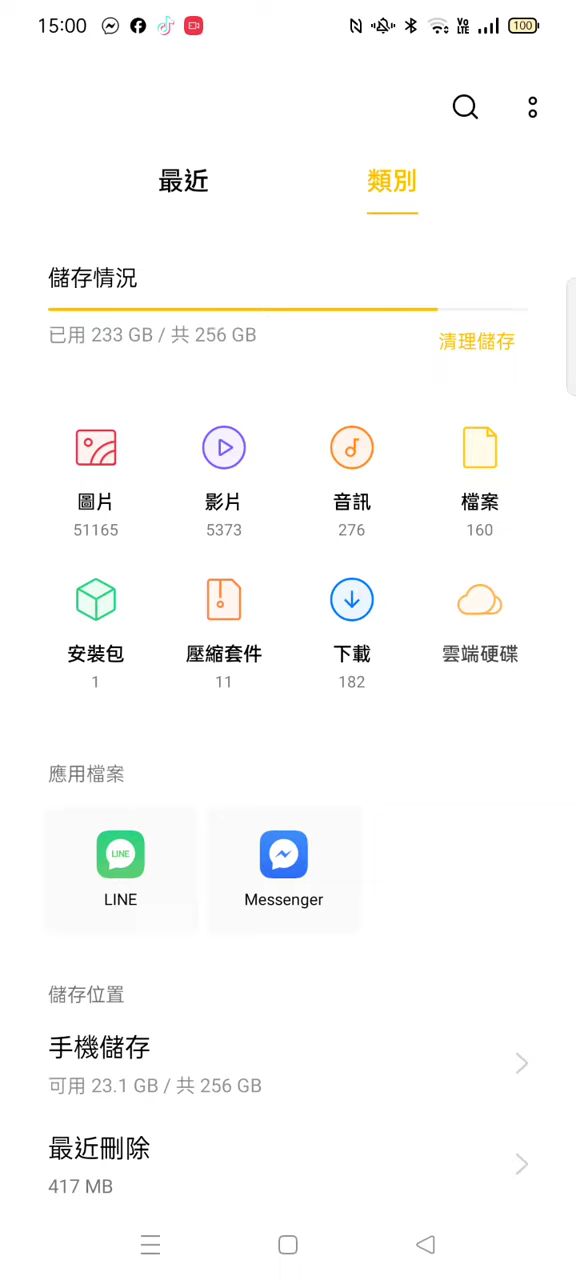 15:00 VO LTE 100
最近 類別
儲存情況
已用 233 GB / 共 256 GB
清理儲存
圖片 影片 音訊 檔案
51165 5373 276 160
安裝包 壓縮套件 下載 雲端硬碟
1 11 182
應用檔案
LINE
LINE Messenger
儲存位置
手機儲存
可用 23.1 GB / 共 256 GB
最近刪除
417 MB